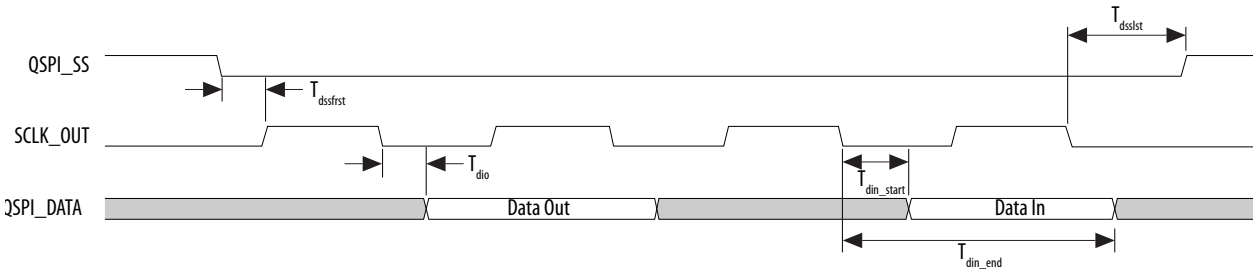 T_dsslst
QSPI_SS
T_dssfrst
SCLK_OUT
T_dio
T_din_start
QSPI_DATA
Data Out
Data In
T_din_end